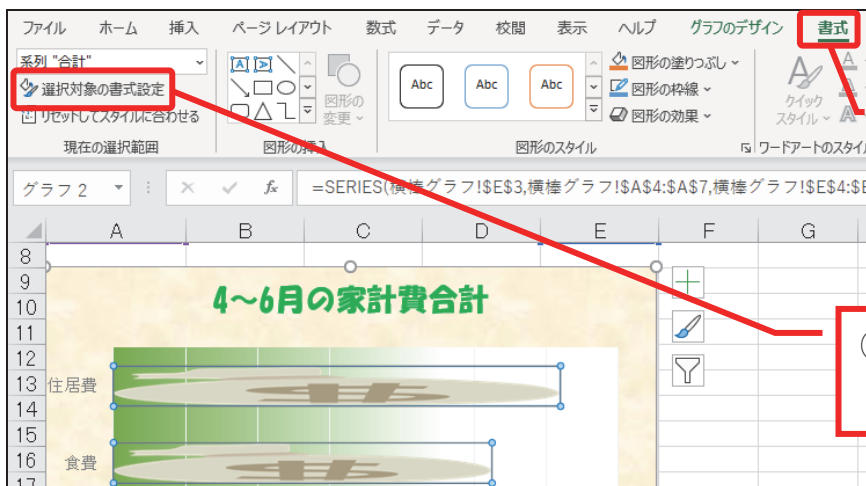 ファイル ホーム 挿入 ページ レイアウト 数式 データ 校閲 表示 ヘルプ グラフのデザイン 書式
系列 "合計"
選択対象の書式設定
リセットしてスタイルに合わせる
現在の選択範囲
図形の
変更
図形の挿入
Abc Abc Abc
図形のスタイル
図形の塗りつぶし
図形の枠線
図形の効果
クイック
スタイル
ワードアートのスタイル
グラフ 2 fx =SERIES(横棒グラフ!$E$3,横棒グラフ!$A$4:$A$7,横棒グラフ!$E$4:$E
A B C D E F G
8
9
10
11
12
13
14
15
16
17
4～6月の家計費合計
住居費
食費